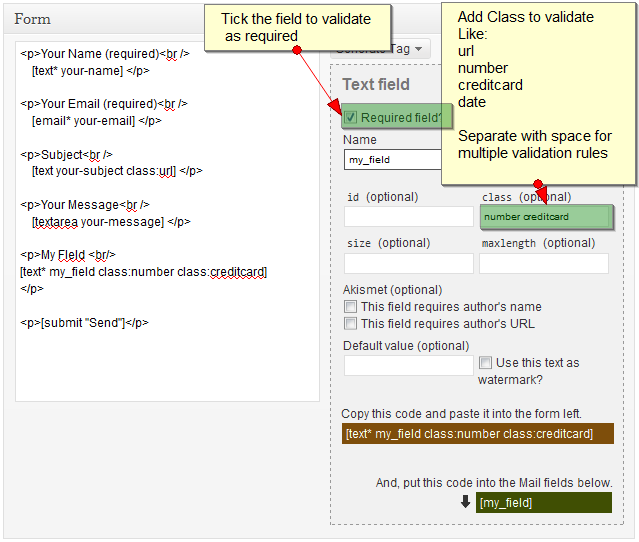 Form
<p>Your Name (required)<br />
[text* your-name] </p>
<p>Your Email (required)<br />
[email* your-email] </p>
<p>Subject<br />
[text your-subject class:url] </p>
<p>Your Message<br />
[textarea your-message] </p>
<p>My FIeld <br/>
[text* my_field class:number class:creditcard]
</p>
<p>[submit "Send"]</p>
Tick the field to validate
as required
Generate Tag
Add Class to validate
Like:
url
number
creditcard
date
Separate with space for
multiple validation rules
Text field
Required field?
Name
my_field
id (optional)
class (optional)
number creditcard
size (optional)
maxlength (optional)
Akismet (optional)
This field requires author's name
This field requires author's URL
Default value (optional)
Use this text as
watermark?
Copy this code and paste it into the form left.
[text* my_field class:number class:creditcard]
And, put this code into the Mail fields below.
[my_field]